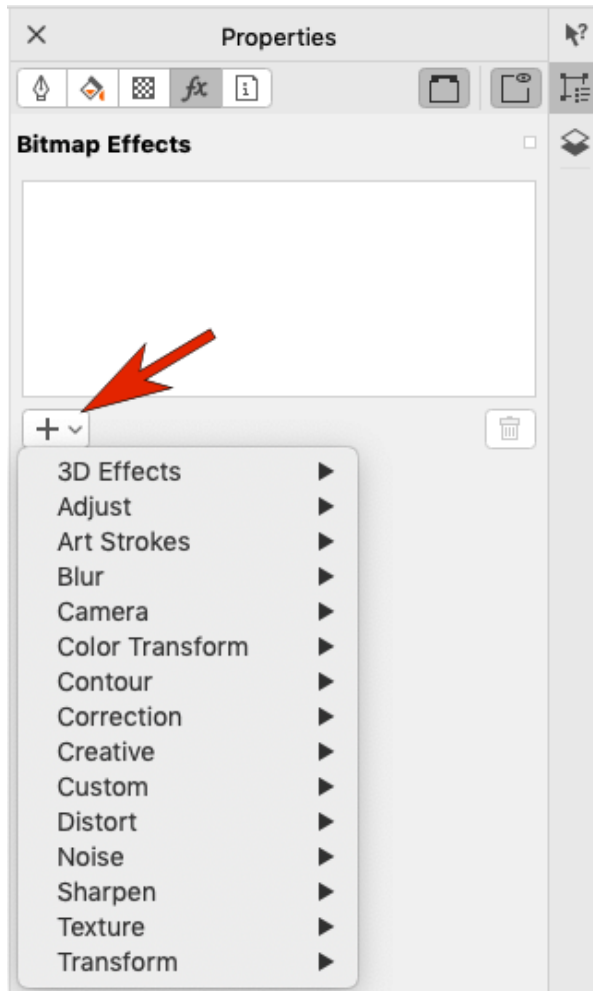 Properties
fx
Bitmap Effects
3D Effects
Adjust
Art Strokes
Blur
Camera
Color Transform
Contour
Correction
Creative
Custom
Distort
Noise
Sharpen
Texture
Transform